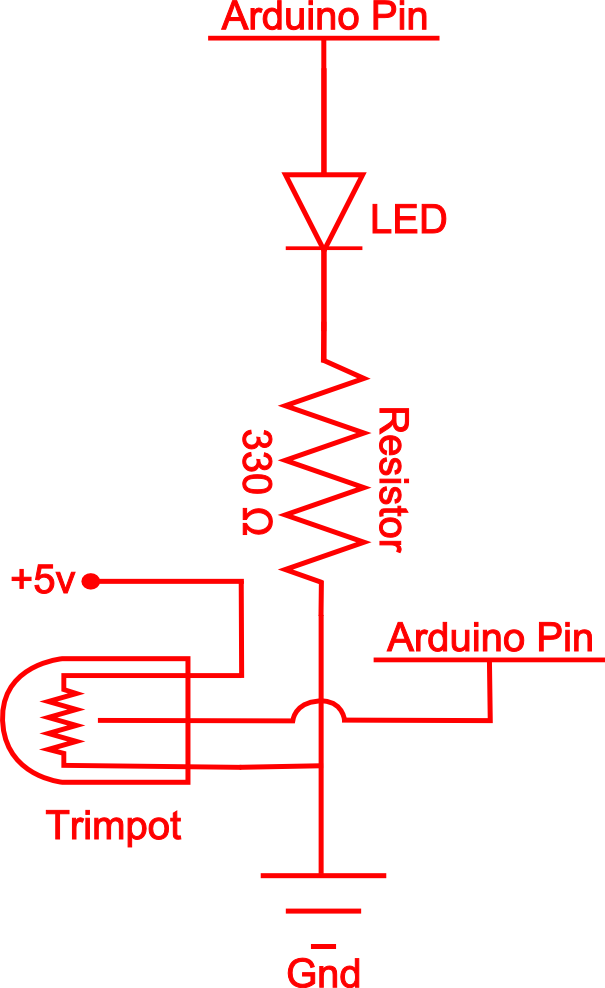 Arduino Pin
LED
Resistor
330 Ω
+5v
Arduino Pin
Trimpot
Gnd